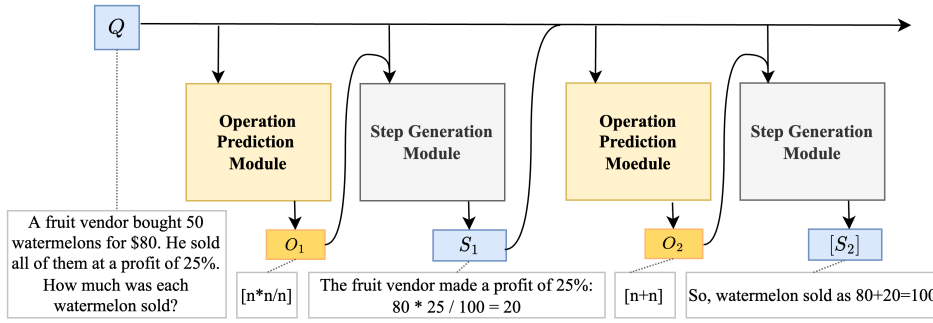 Q
Operation
Prediction
Module
Step Generation
Module
Operation
Prediction
Moedule
Step Generation
Module
O₁
S₁
O₂
[S₂]
A fruit vendor bought 50
watermelons for $80. He sold
all of them at a profit of 25%.
How much was each
watermelon sold?
[n*n/n]
The fruit vendor made a profit of 25%:
80 * 25 / 100 = 20
[n+n]
So, watermelon sold as 80+20=100